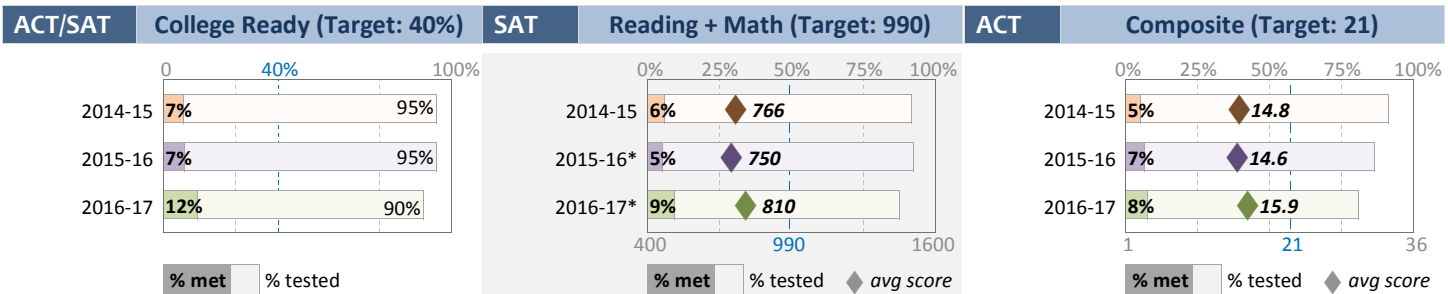 ACT/SAT College Ready (Target: 40%)
0 40% 100%
2014-15 7% 95%
2015-16 7% 95%
2016-17 12% 90%
% met % tested
SAT Reading + Math (Target: 990)
0% 25% 50% 75% 100%
2014-15 6% 766
2015-16* 5% 750
2016-17* 9% 810
400 990 1600
% met % tested avg score
ACT Composite (Target: 21)
0% 25% 50% 75% 100%
2014-15 5% 14.8
2015-16 7% 14.6
2016-17 8% 15.9
1 21 36
% met % tested avg score